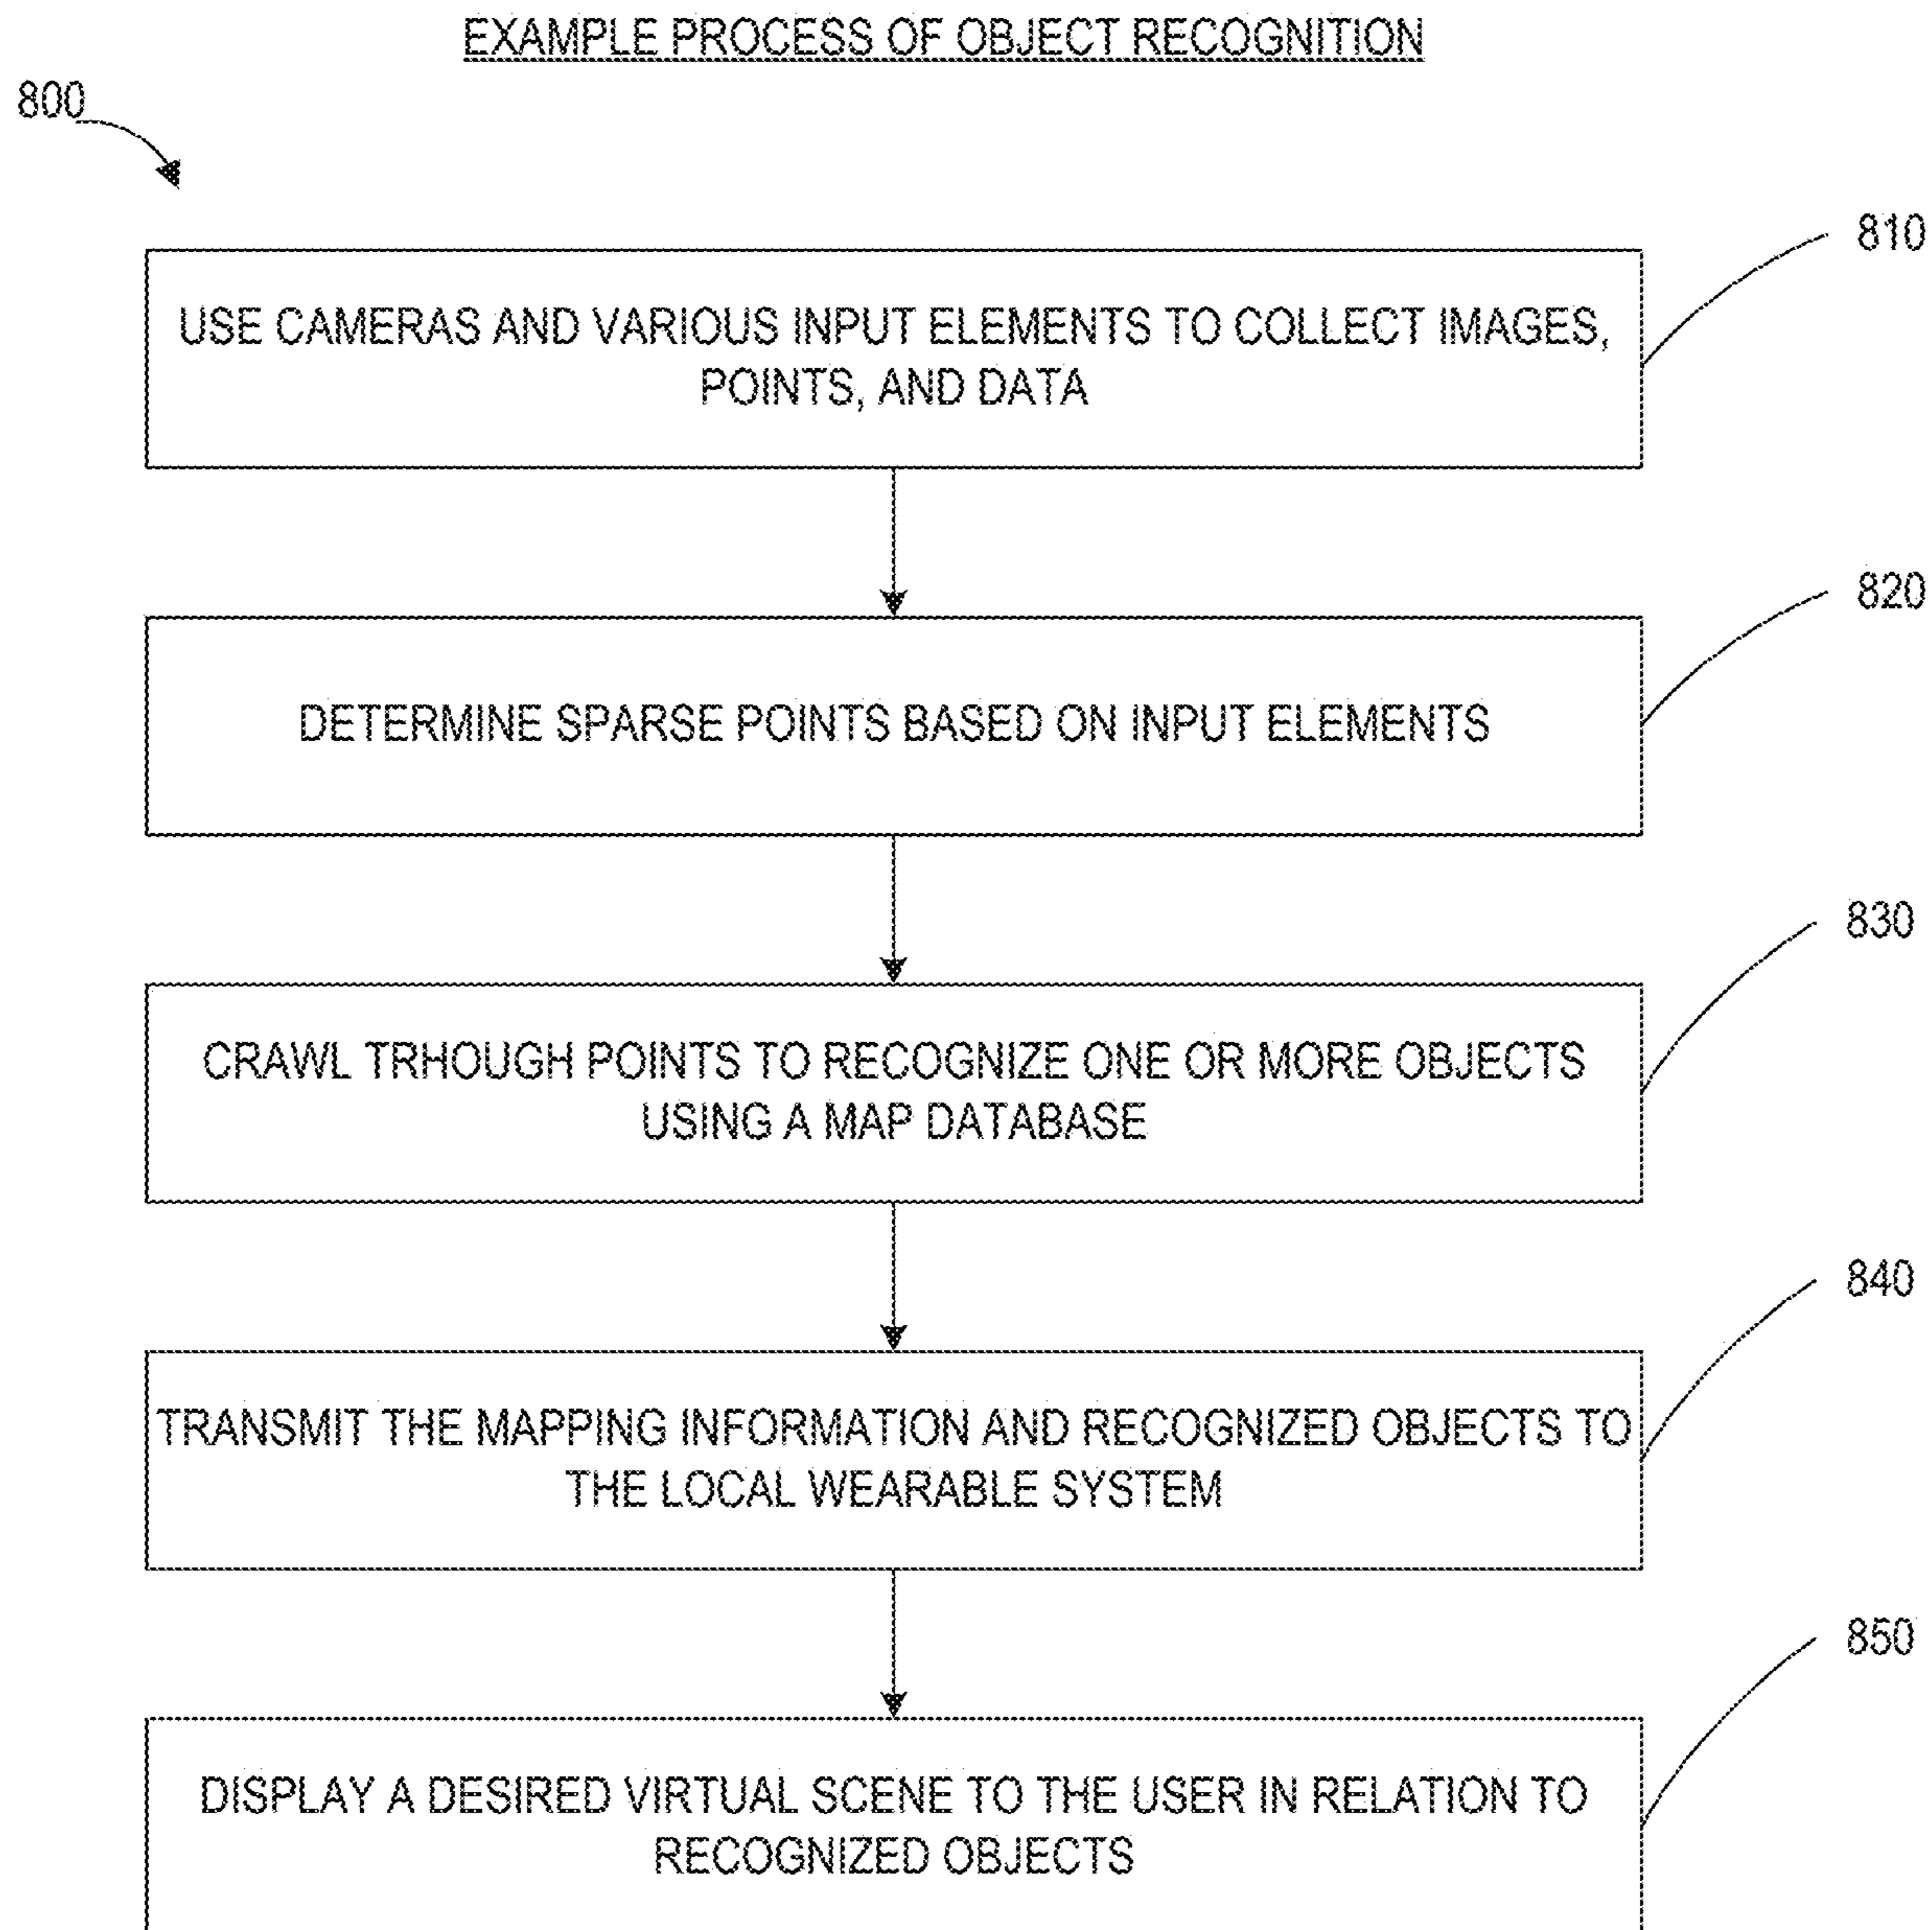 EXAMPLE PROCESS OF OBJECT RECOGNITION
800
810
USE CAMERAS AND VARIOUS INPUT ELEMENTS TO COLLECT IMAGES,
POINTS, AND DATA
820
DETERMINE SPARSE POINTS BASED ON INPUT ELEMENTS
830
CRAWL TRHOUGH POINTS TO RECOGNIZE ONE OR MORE OBJECTS
USING A MAP DATABASE
840
TRANSMIT THE MAPPING INFORMATION AND RECOGNIZED OBJECTS TO
THE LOCAL WEARABLE SYSTEM
850
DISPLAY A DESIRED VIRTUAL SCENE TO THE USER IN RELATION TO
RECOGNIZED OBJECTS